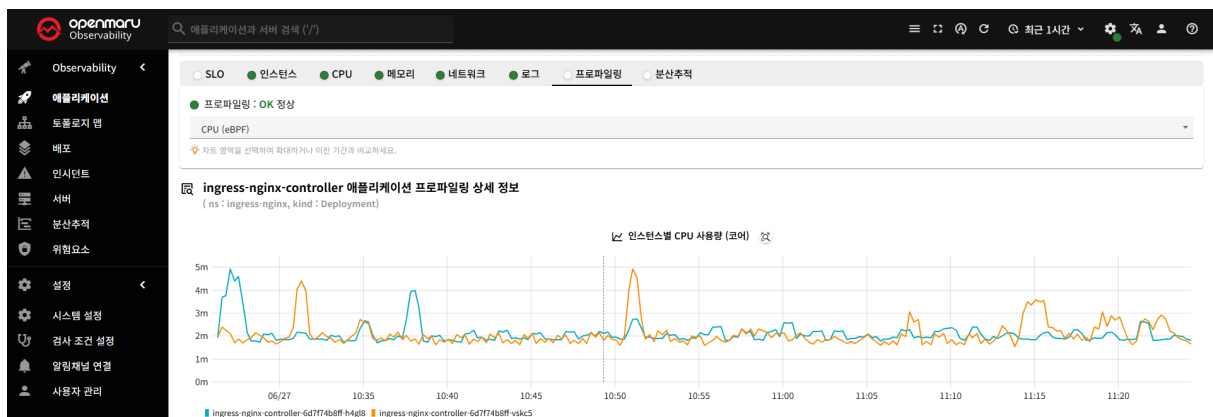 openmaru
Observability
애플리케이션과 서버 검색 ('/')
최근 1시간
Observability
애플리케이션
토폴로지 맵
배포
인시던트
서버
분산추적
위험요소
설정
시스템 설정
검사 조건 설정
알림채널 연결
사용자 관리
SLO 인스턴스 CPU 메모리 네트워크 로그 프로파일링 분산추적
프로파일링 : OK 정상
CPU (eBPF)
차트 영역을 선택하여 확대하거나 이전 기간과 비교하세요.
ingress-nginx-controller 애플리케이션 프로파일링 상세 정보
( ns : ingress-nginx, kind : Deployment)
인스턴스별 CPU 사용량 (코어)
5m
4m
3m
2m
1m
0m
06/27 10:35 10:40 10:45 10:50 10:55 11:00 11:05 11:10 11:15 11:20
ingress-nginx-controller-6d7f74b8ff-h4gl8 ingress-nginx-controller-6d7f74b8ff-vskc5